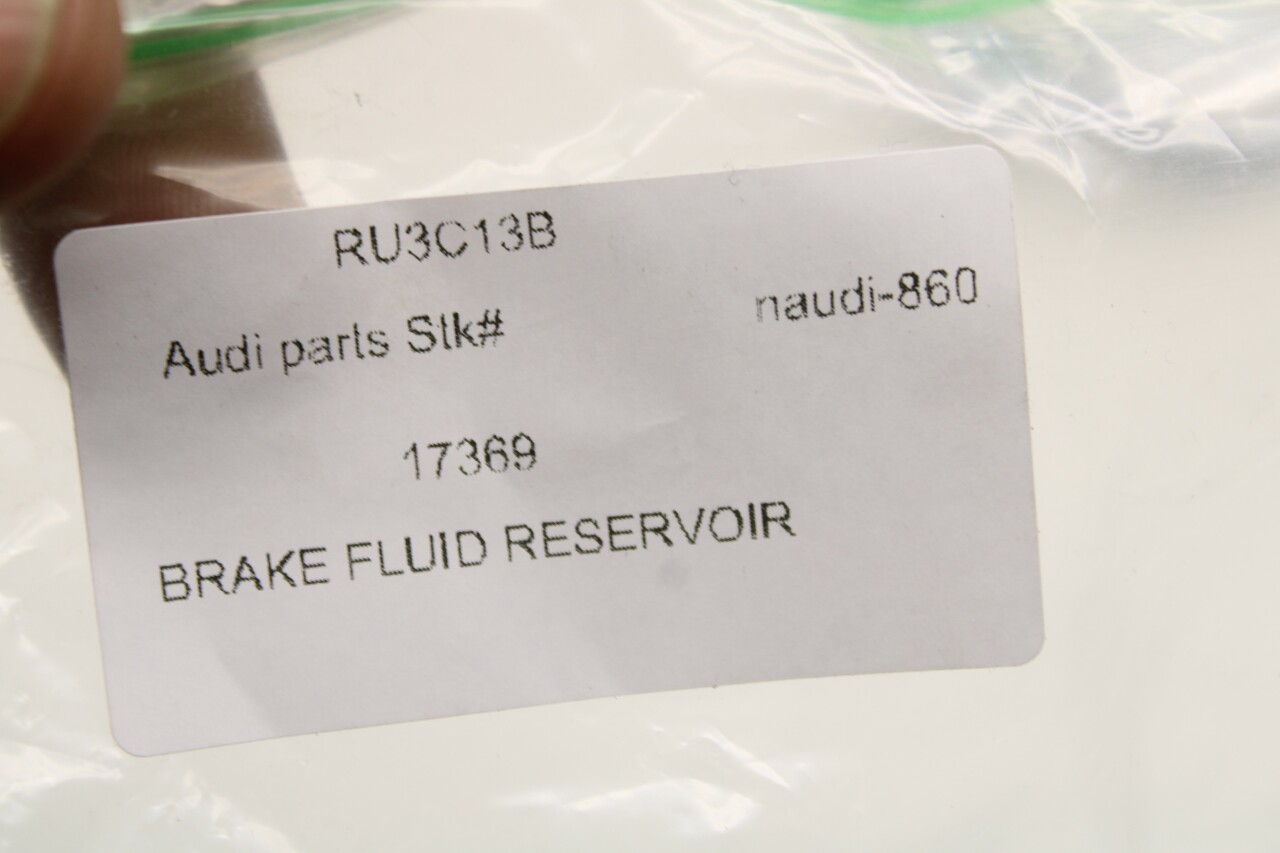 RU3C13B
Audi parts Stk# naudi-860
17369
BRAKE FLUID RESERVOIR